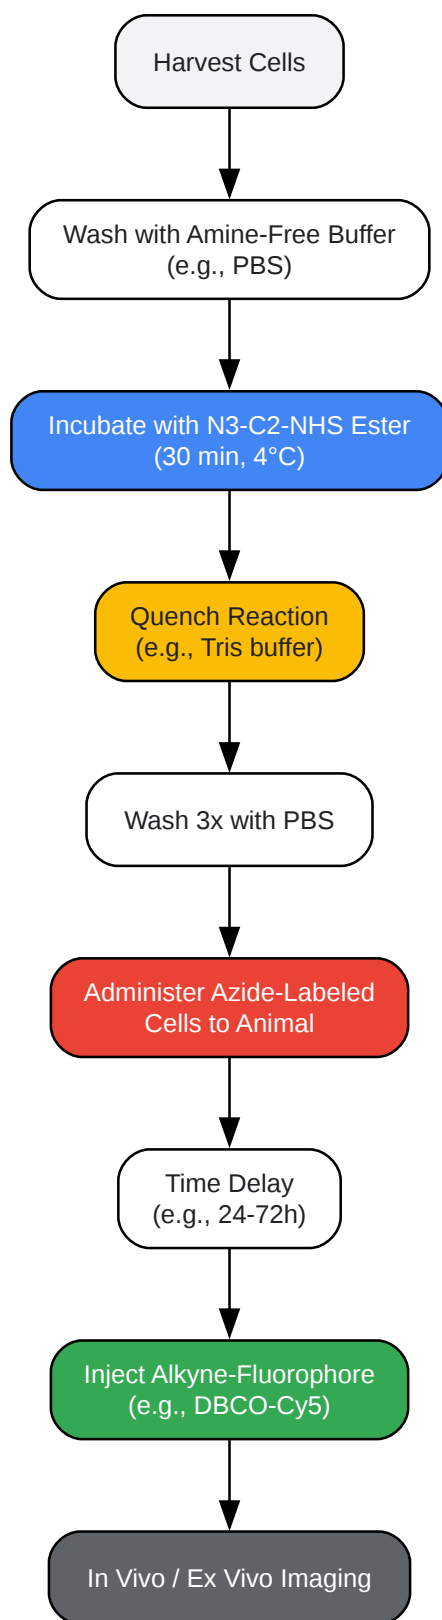 Harvest Cells
Wash with Amine-Free Buffer
(e.g., PBS)
Incubate with N3-C2-NHS Ester
(30 min, 4°C)
Quench Reaction
(e.g., Tris buffer)
Wash 3x with PBS
Administer Azide-Labeled
Cells to Animal
Time Delay
(e.g., 24-72h)
Inject Alkyne-Fluorophore
(e.g., DBCO-Cy5)
In Vivo / Ex Vivo Imaging